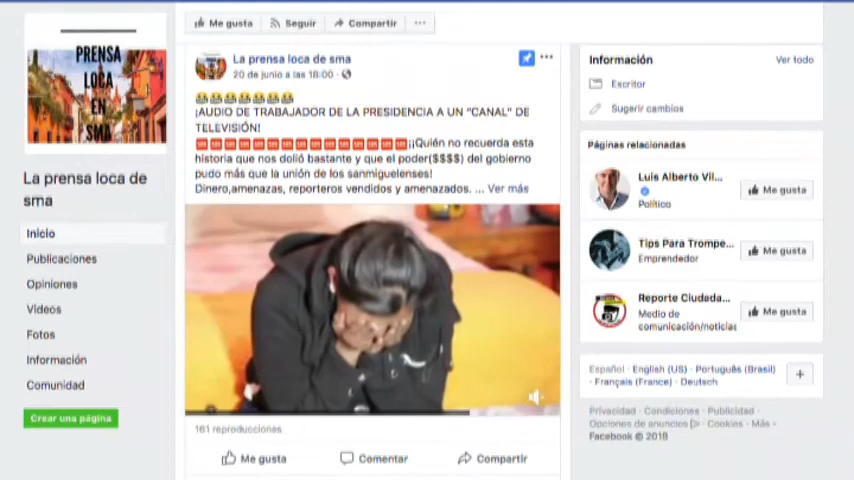 PRENSA
LOCA
EN
SMA
La prensa loca de
sma
Inicio
Publicaciones
Opiniones
Videos
Fotos
Información
Comunidad
Crear una página
Me gusta
Seguir
Compartir
La prensa loca de sma
20 de junio a las 18:00 ·
¡AUDIO DE TRABAJADOR DE LA PRESIDENCIA A UN "CANAL" DE
TELEVISIÓN!
¡¡Quién no recuerda esta
historia que nos dolió bastante y que el poder($$$$) del gobierno
pudo más que la unión de los sanmiguelenses!
Dinero,amenazas, reporteros vendidos y amenazados. ... Ver más
161 reproducciones
Me gusta
Comentar
Compartir
Información
Ver todo
Escritor
Sugerir cambios
Páginas relacionadas
Luis Alberto Vil...
Político
Me gusta
Tips Para Trompe...
Emprendedor
Me gusta
Reporte Ciudada...
Medio de
comunicación/noticias
Me gusta
Español · English (US) · Português (Brasil)
· Français (France) · Deutsch
Privacidad · Condiciones · Publicidad ·
Opciones de anuncios · Cookies · Más
Facebook © 2018